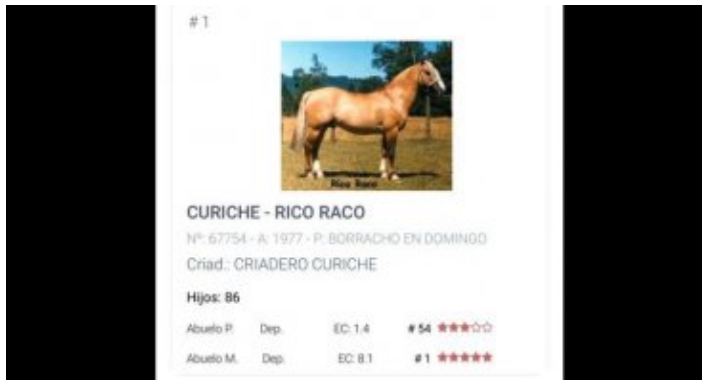 # 1
Rico Raco
CURICHE - RICO RACO
Nº: 67754 - A: 1977 - P: BORRACHO EN DOMINGO
Criad.: CRIADERO CURICHE
Hijos: 86
Abuelo P. Dep. EC: 1.4 # 54 ★★★☆☆
Abuelo M. Dep. EC: 8.1 # 1 ★★★★★